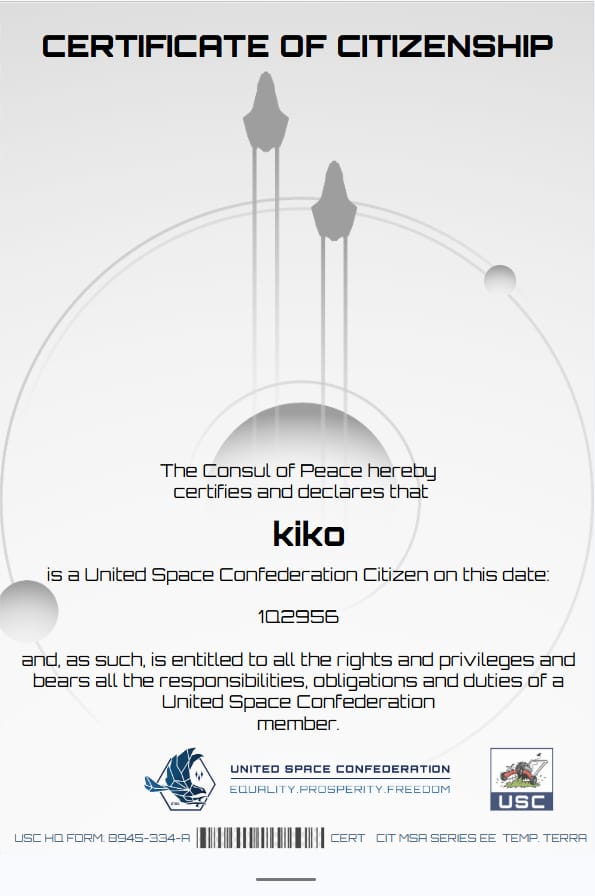 CERTIFICATE OF CITIZENSHIP
The Consul of Peace hereby
certifies and declares that
kiko
is a United Space Confederation Citizen on this date:
1Q2956
and, as such, is entitled to all the rights and privileges and
bears all the responsibilities, obligations and duties of a
United Space Confederation
member.
UNITED SPACE CONFEDERATION
EQUALITY.PROSPERITY.FREEDOM
USC
USC HQ FORM: 8945-334-A CERT CIT MSA SERIES EE TEMP. TERRA